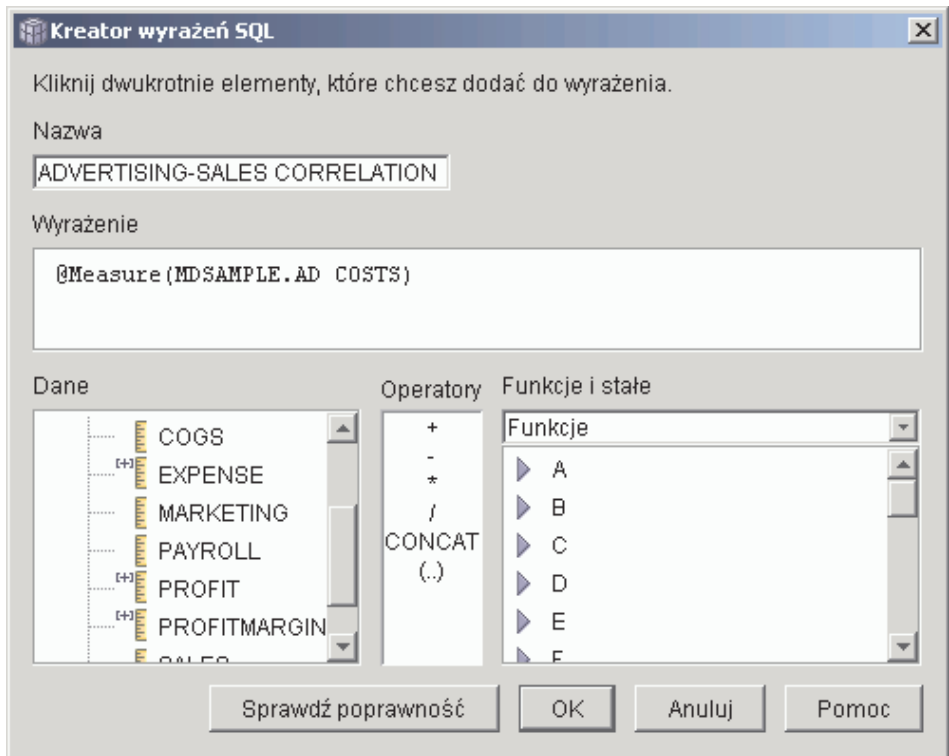 Kreator wyrażeń SQL
Kliknij dwukrotnie elementy, które chcesz dodać do wyrażenia.
Nazwa
ADVERTISING-SALES CORRELATION
Wyrażenie
@Measure(MDSAMPLE.AD COSTS)
Dane
COGS
[+] EXPENSE
MARKETING
PAYROLL
[+] PROFIT
[+] PROFITMARGIN
SALES
Operatory
+
-
*
/
CONCAT
(..)
Funkcje i stałe
Funkcje
A
B
C
D
E
F
Sprawdź poprawność
OK
Anuluj
Pomoc